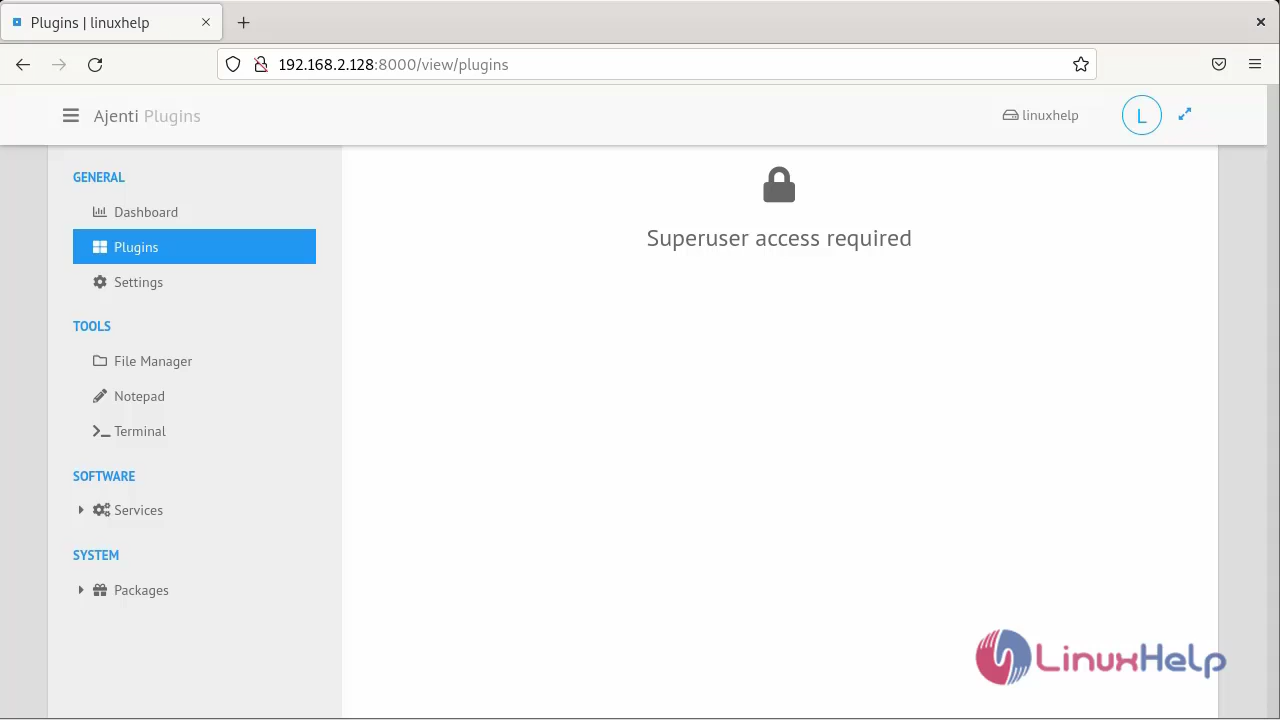 Plugins | linuxhelp
192.168.2.128:8000/view/plugins
Ajenti Plugins
linuxhelp
L
GENERAL
Dashboard
Plugins
Settings
TOOLS
File Manager
Notepad
Terminal
SOFTWARE
Services
SYSTEM
Packages
Superuser access required
LinuxHelp